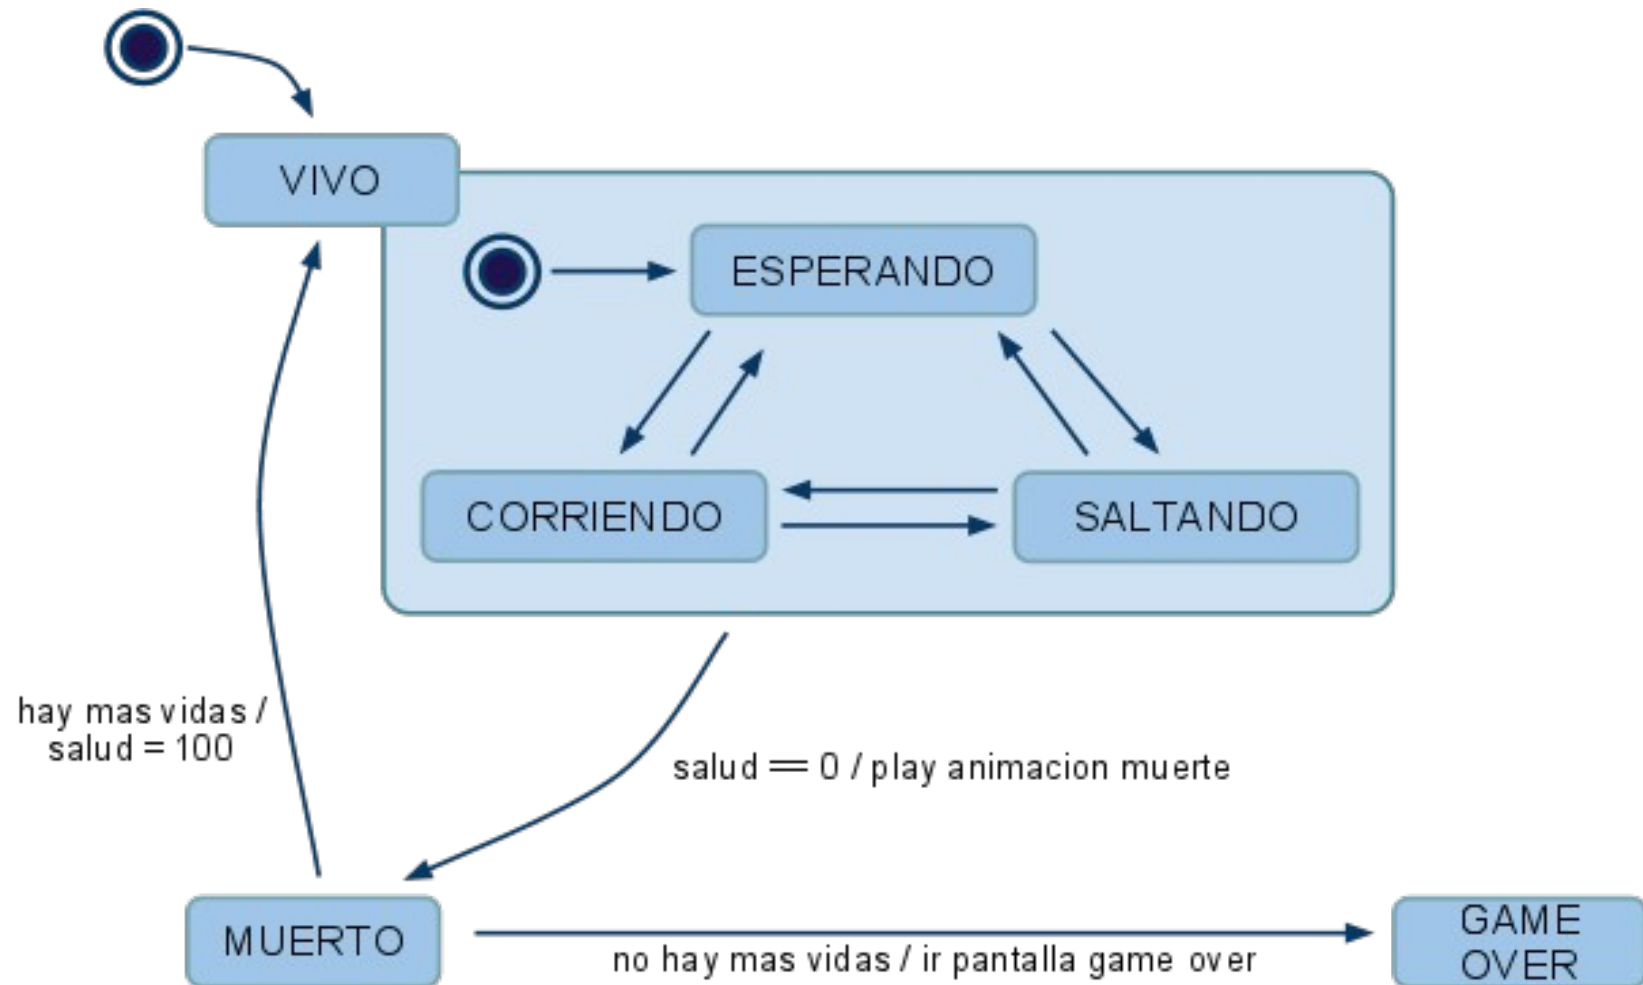 VIVO
ESPERANDO
CORRIENDO
SALTANDO
hay mas vidas /
salud = 100
salud == 0 / play animacion muerte
MUERTO
no hay mas vidas / ir pantalla game over
GAME
OVER